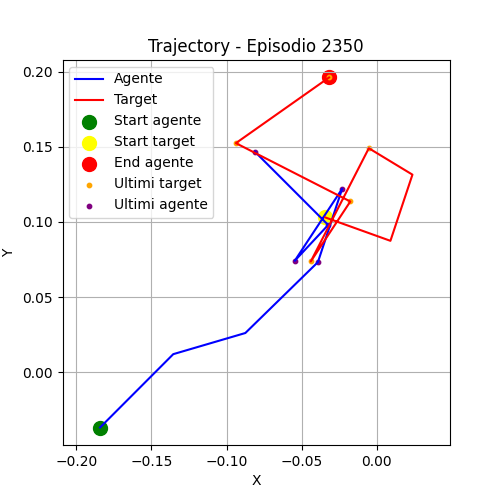 Trajectory - Episodio 2350
Agente
Target
Start agente
Start target
End agente
Ultimi target
Ultimi agente
0.20
0.15
0.10
0.05
0.00
Y
−0.20
−0.15
−0.10
−0.05
0.00
X